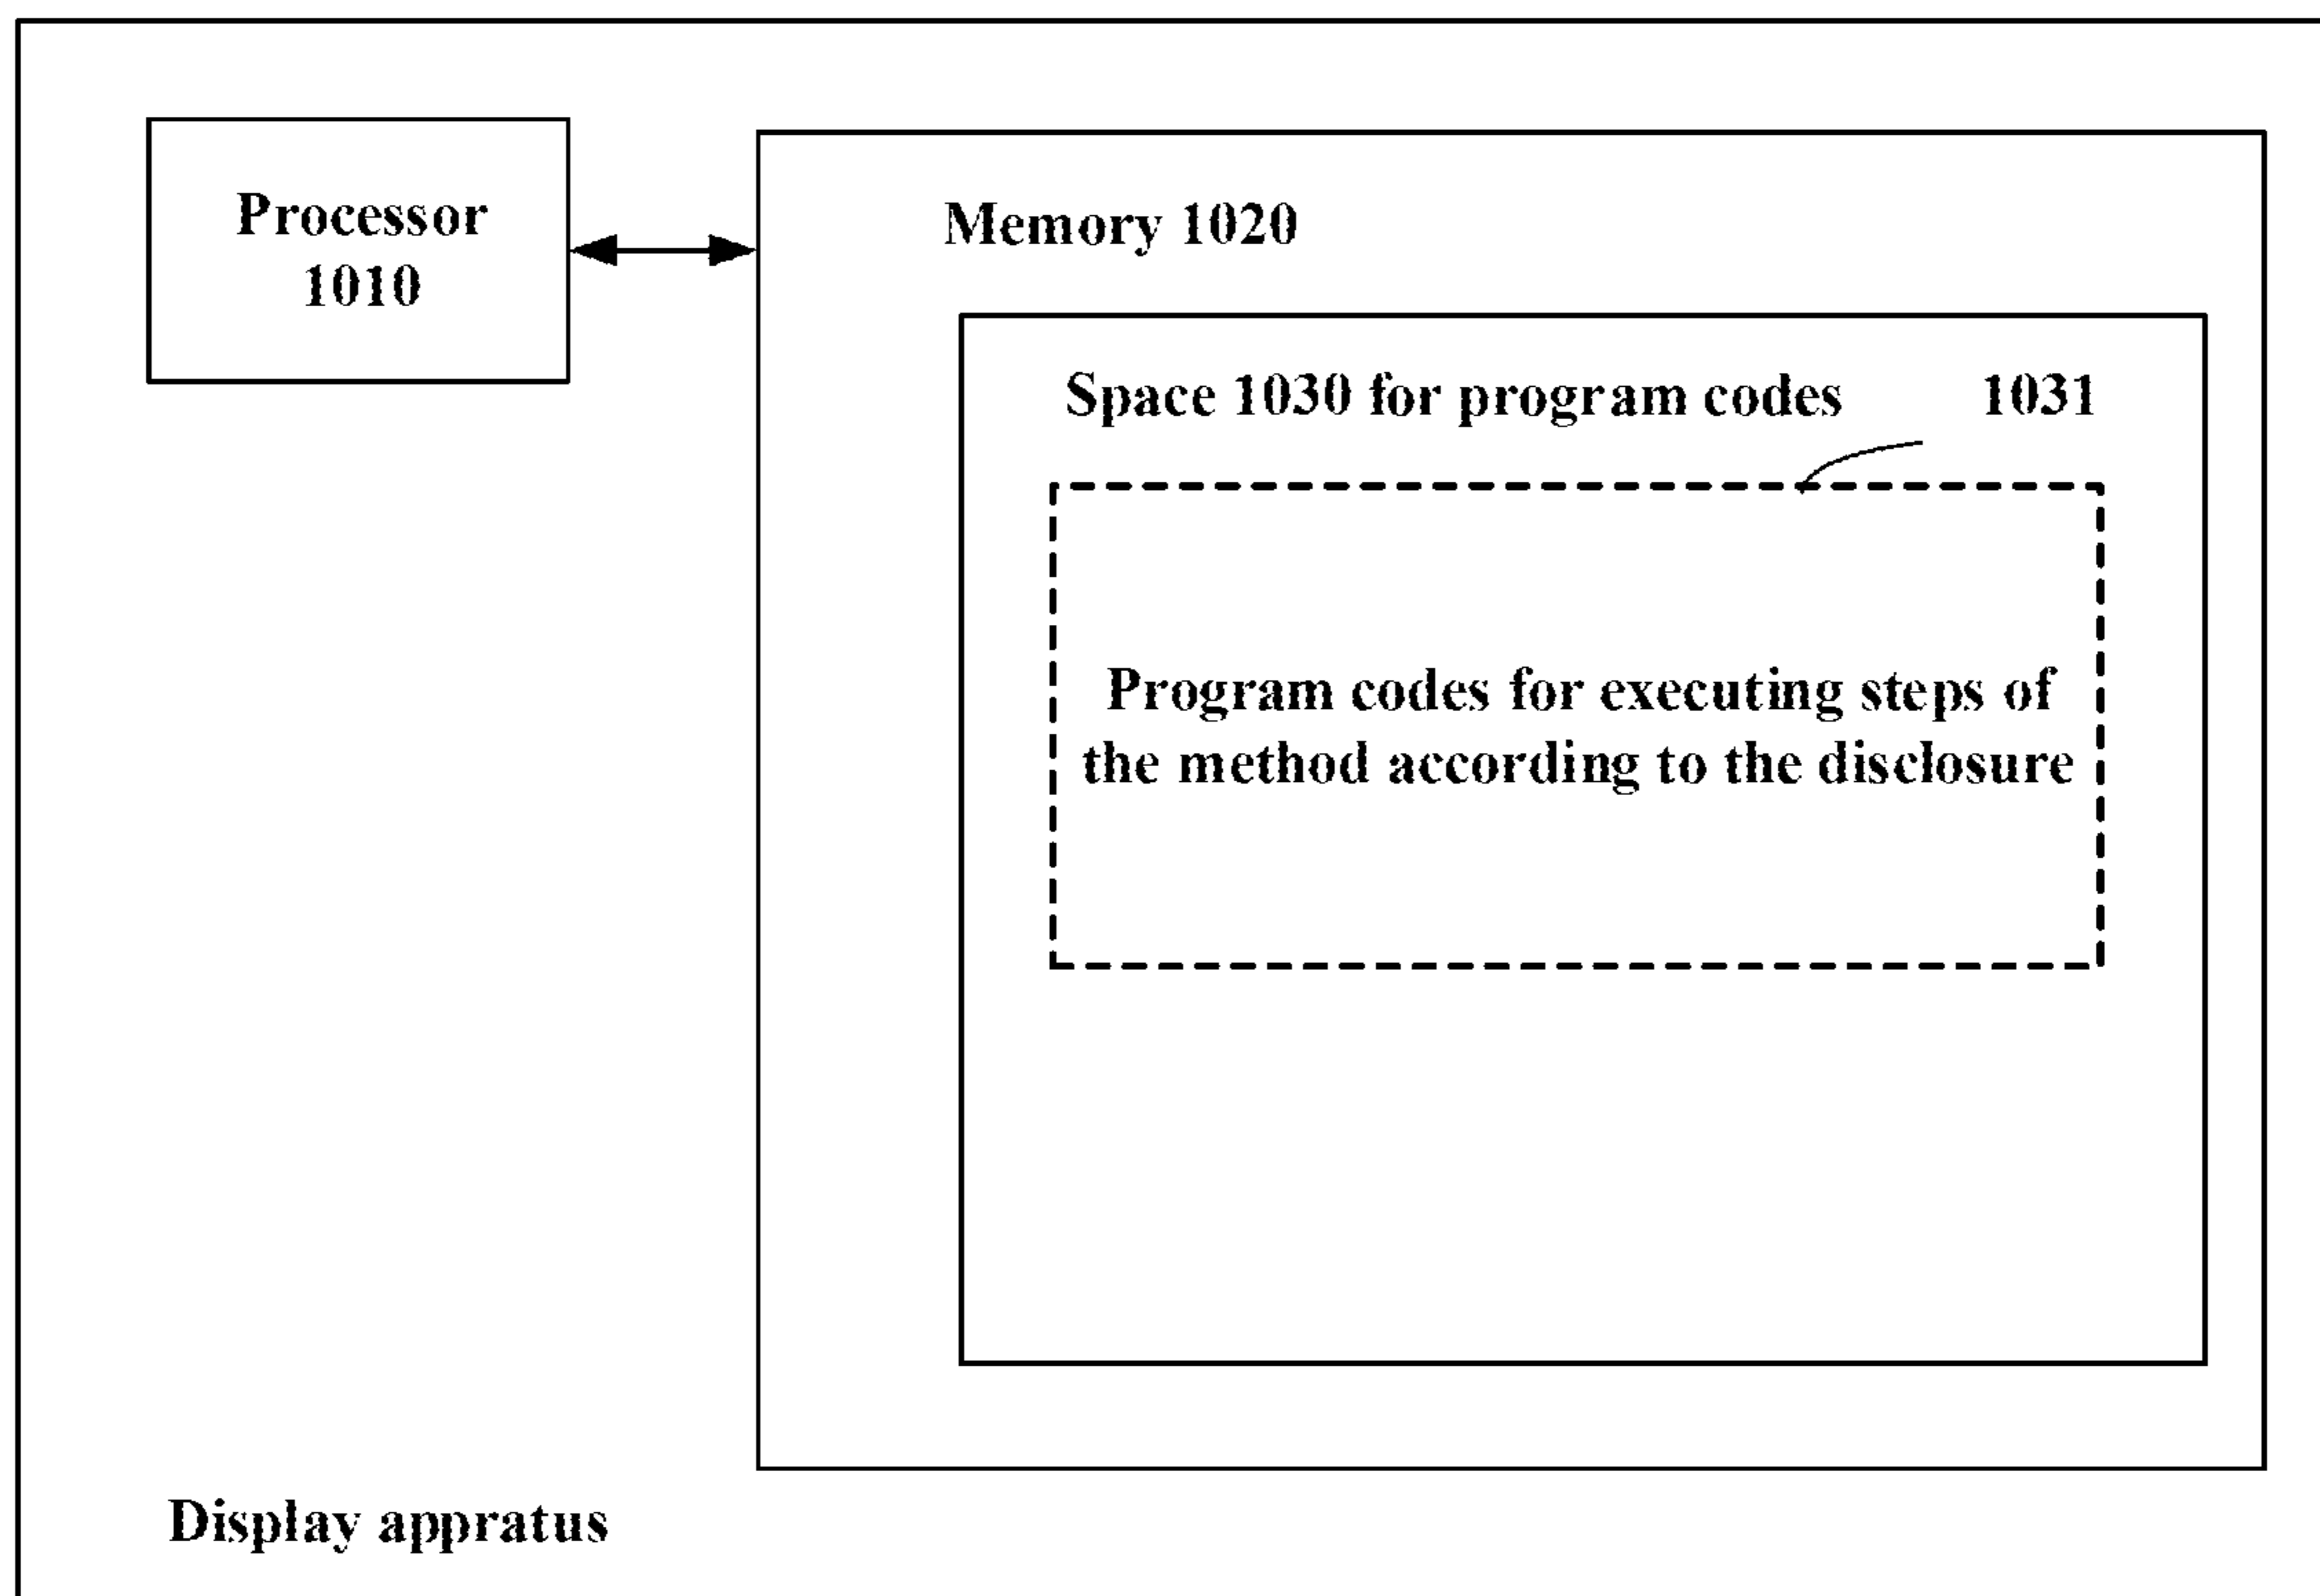 Processor
1010
Memory 1020
Space 1030 for program codes 1031
Program codes for executing steps of
the method according to the disclosure
Display appratus